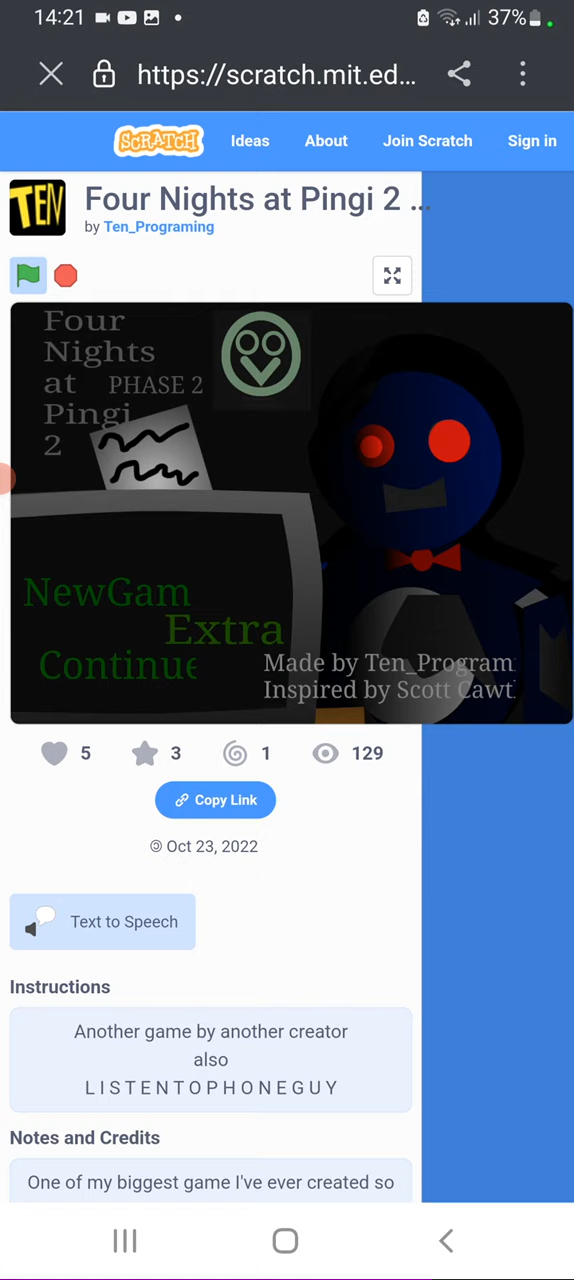 14:21
37%
https://scratch.mit.ed...
SCRATCH
Ideas About Join Scratch Sign in
TEN
Four Nights at Pingi 2 ...
by Ten_Programing
Four
Nights
at PHASE 2
Pingi
2
NewGam
Extra
Continue
Made by Ten_Program
Inspired by Scott Cawt
5 3 1 129
Copy Link
Oct 23, 2022
Text to Speech
Instructions
Another game by another creator
also
L I S T E N T O P H O N E G U Y
Notes and Credits
One of my biggest game I've ever created so